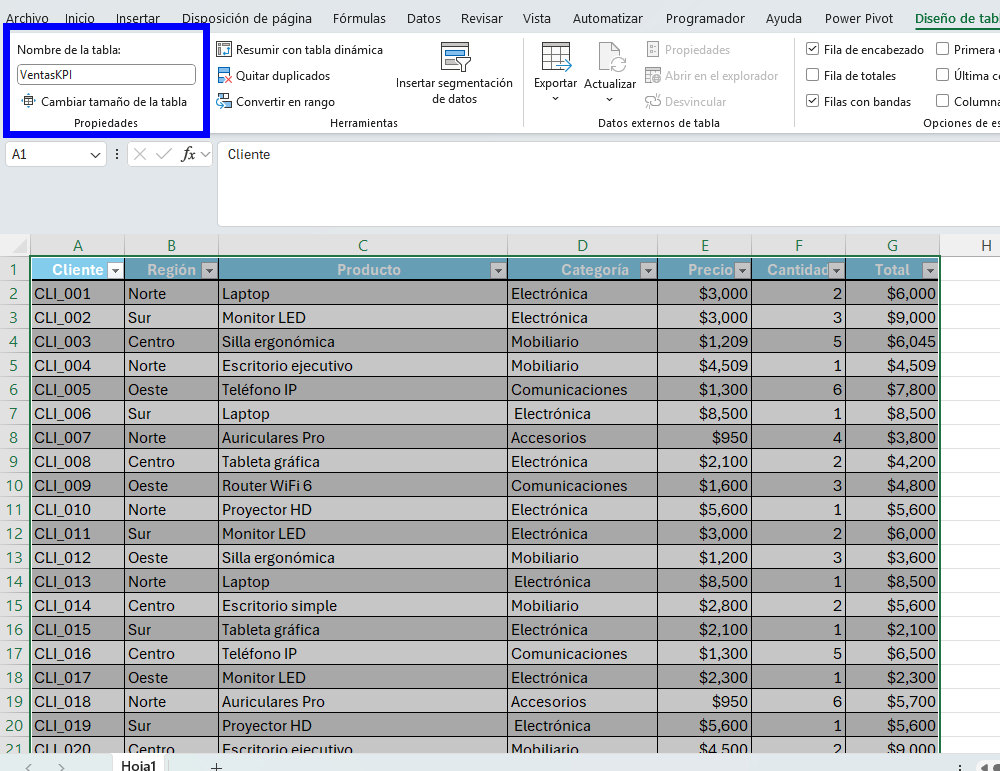 Archivo Inicio Insertar Disposición de página Fórmulas Datos Revisar Vista Automatizar Programador Ayuda Power Pivot Diseño de tabl
Nombre de la tabla:
VentasKPI
Cambiar tamaño de la tabla
Propiedades
Resumir con tabla dinámica
Quitar duplicados
Convertir en rango
Insertar segmentación
de datos
Herramientas
Exportar
Actualizar
Propiedades
Abrir en el explorador
Desvincular
Datos externos de tabla
Fila de encabezado
Fila de totales
Filas con bandas
Primera c
Última co
Columna
Opciones de es
A1
fx
Cliente
A B C D E F G H
1 Cliente Región Producto Categoría Precio Cantidad Total
2 CLI_001 Norte Laptop Electrónica $3,000 2 $6,000
3 CLI_002 Sur Monitor LED Electrónica $3,000 3 $9,000
4 CLI_003 Centro Silla ergonómica Mobiliario $1,209 5 $6,045
5 CLI_004 Norte Escritorio ejecutivo Mobiliario $4,509 1 $4,509
6 CLI_005 Oeste Teléfono IP Comunicaciones $1,300 6 $7,800
7 CLI_006 Sur Laptop Electrónica $8,500 1 $8,500
8 CLI_007 Norte Auriculares Pro Accesorios $950 4 $3,800
9 CLI_008 Centro Tableta gráfica Electrónica $2,100 2 $4,200
10 CLI_009 Oeste Router WiFi 6 Comunicaciones $1,600 3 $4,800
11 CLI_010 Norte Proyector HD Electrónica $5,600 1 $5,600
12 CLI_011 Sur Monitor LED Electrónica $3,000 2 $6,000
13 CLI_012 Oeste Silla ergonómica Mobiliario $1,200 3 $3,600
14 CLI_013 Norte Laptop Electrónica $8,500 1 $8,500
15 CLI_014 Centro Escritorio simple Mobiliario $2,800 2 $5,600
16 CLI_015 Sur Tableta gráfica Electrónica $2,100 1 $2,100
17 CLI_016 Centro Teléfono IP Comunicaciones $1,300 5 $6,500
18 CLI_017 Oeste Monitor LED Electrónica $2,300 1 $2,300
19 CLI_018 Norte Auriculares Pro Accesorios $950 6 $5,700
20 CLI_019 Sur Proyector HD Electrónica $5,600 1 $5,600
21 CLI_020 Centro Escritorio ejecutivo Mobiliario $4,500 2 $9,000
Hoja1